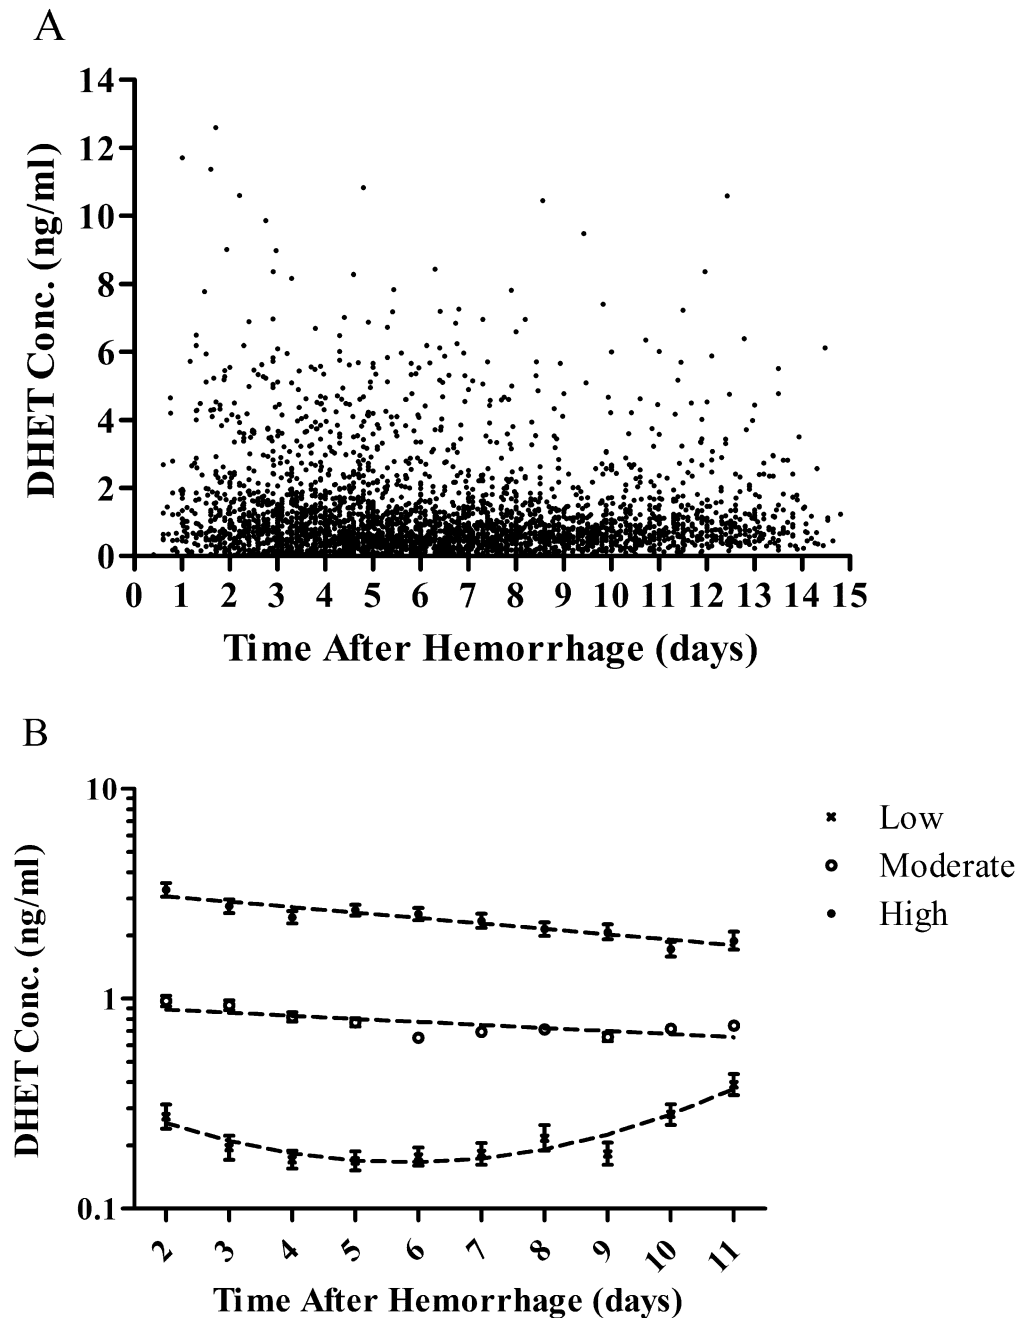 A
14
12
10
8
6
4
2
0
DHET Conc. (ng/ml)
0 1 2 3 4 5 6 7 8 9 10 11 12 13 14 15
Time After Hemorrhage (days)
B
10
1
0.1
DHET Conc. (ng/ml)
2 3 4 5 6 7 8 9 10 11
Time After Hemorrhage (days)
Low
Moderate
High